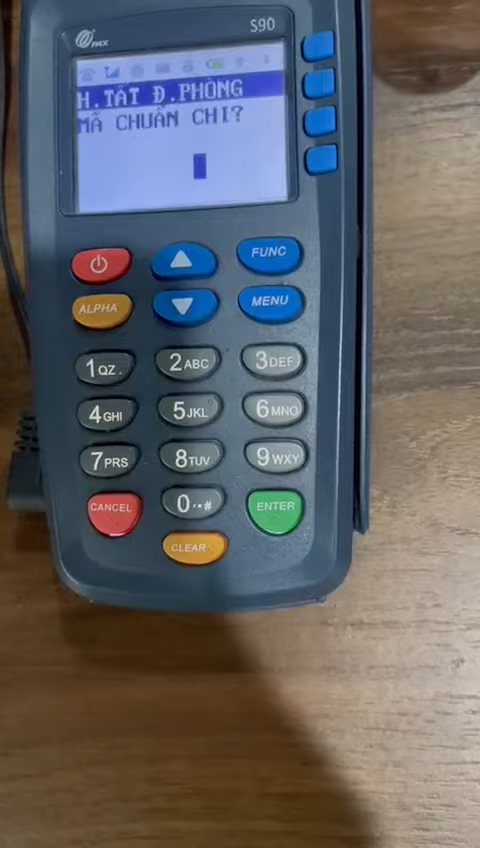 PAX
S90
H.TẤT Đ.PHÒNG
MÃ CHUẨN CHI?
FUNC
ALPHA
MENU
1QZ.
2ABC
3DEF
4GHI
5JKL
6MNO
7PRS
8TUV
9WXY
CANCEL
0.*#
ENTER
CLEAR